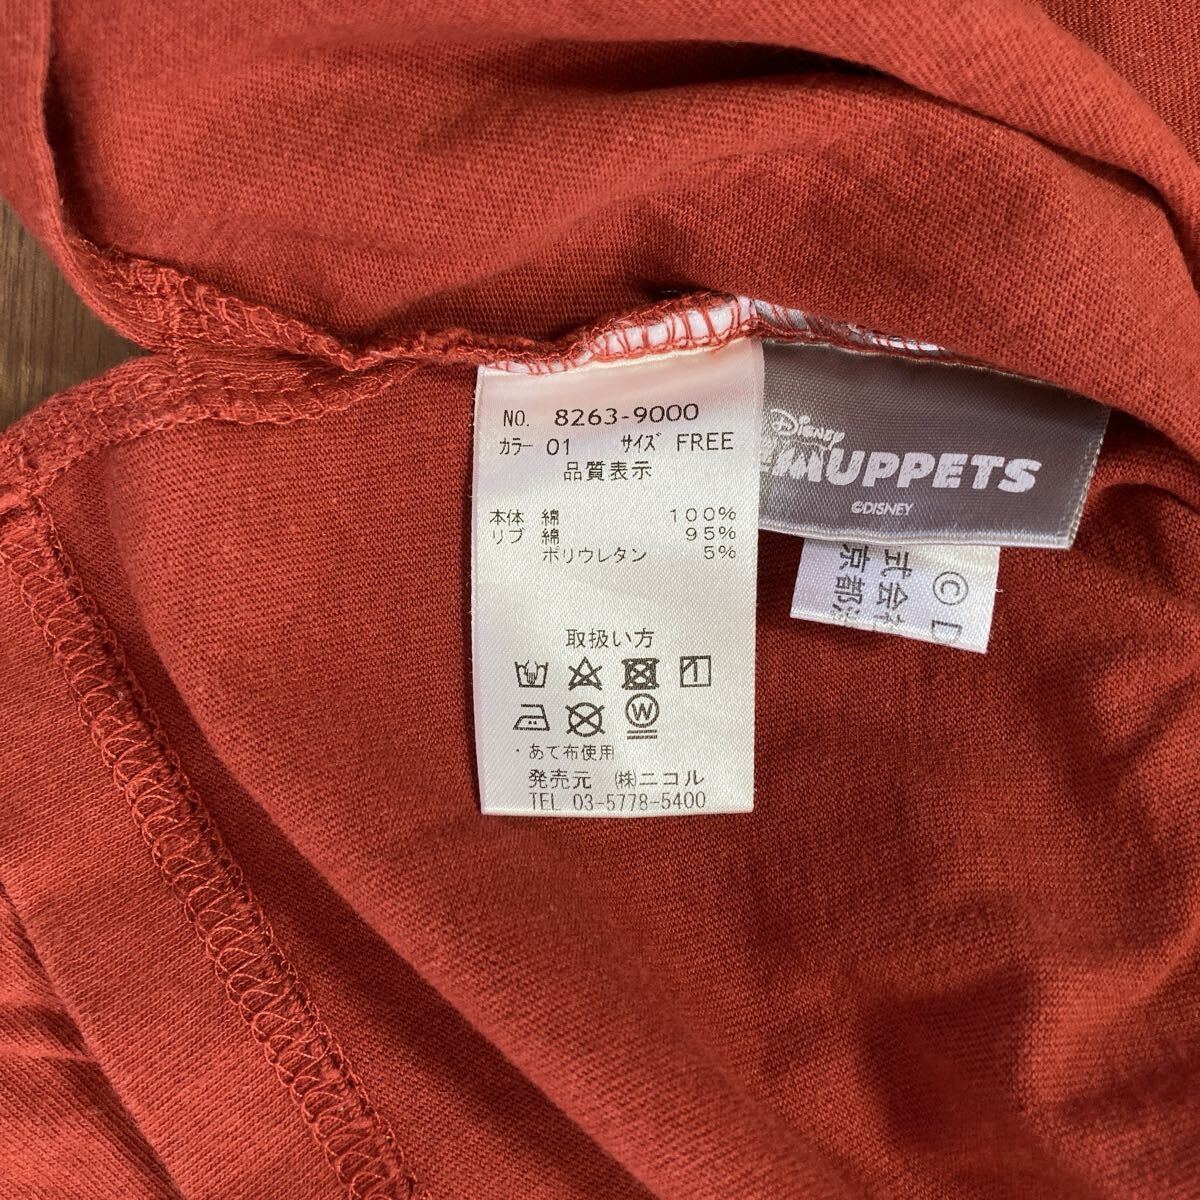 NO. 8263-9000
カラー 01 サイズ FREE
品質表示
本体 綿 100%
リブ 綿 95%
ポリウレタン 5%
取扱い方
W
・あて布使用
発売元 ㈱ニコル
TEL 03-5778-5400
Disney
MUPPETS
©DISNEY
© D
式会
京都